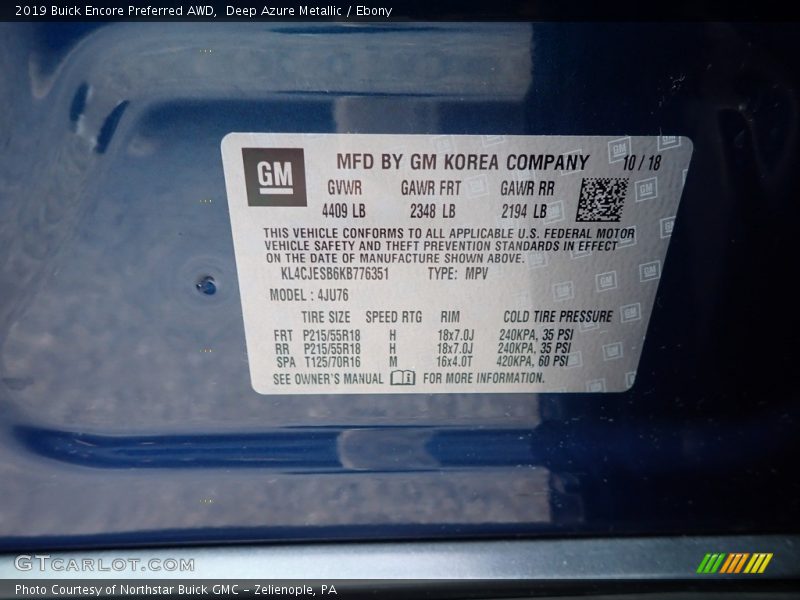 2019 Buick Encore Preferred AWD, Deep Azure Metallic / Ebony
GM MFD BY GM KOREA COMPANY 10 / 18
GVWR GAWR FRT GAWR RR
4409 LB 2348 LB 2194 LB
THIS VEHICLE CONFORMS TO ALL APPLICABLE U.S. FEDERAL MOTOR
VEHICLE SAFETY AND THEFT PREVENTION STANDARDS IN EFFECT
ON THE DATE OF MANUFACTURE SHOWN ABOVE.
KL4CJESB6KB776351 TYPE: MPV
MODEL : 4JU76
TIRE SIZE SPEED RTG RIM COLD TIRE PRESSURE
FRT P215/55R18 H 18x7.0J 240KPA, 35 PSI
RR P215/55R18 H 18x7.0J 240KPA, 35 PSI
SPA T125/70R16 M 16x4.0T 420KPA, 60 PSI
SEE OWNER'S MANUAL FOR MORE INFORMATION.
GTCARLOT.COM
Photo Courtesy of Northstar Buick GMC - Zelienople, PA